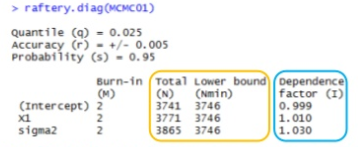 > raftery.diag(MCMC01)
Quantile (q) = 0.025
Accuracy (r) = +/- 0.005
Probability (s) = 0.95
Burn-in Total Lower bound Dependence
(M) (N) (Nmin) factor (I)
(Intercept) 2 3741 3746 0.999
X1 2 3771 3746 1.010
sigma2 2 3865 3746 1.030